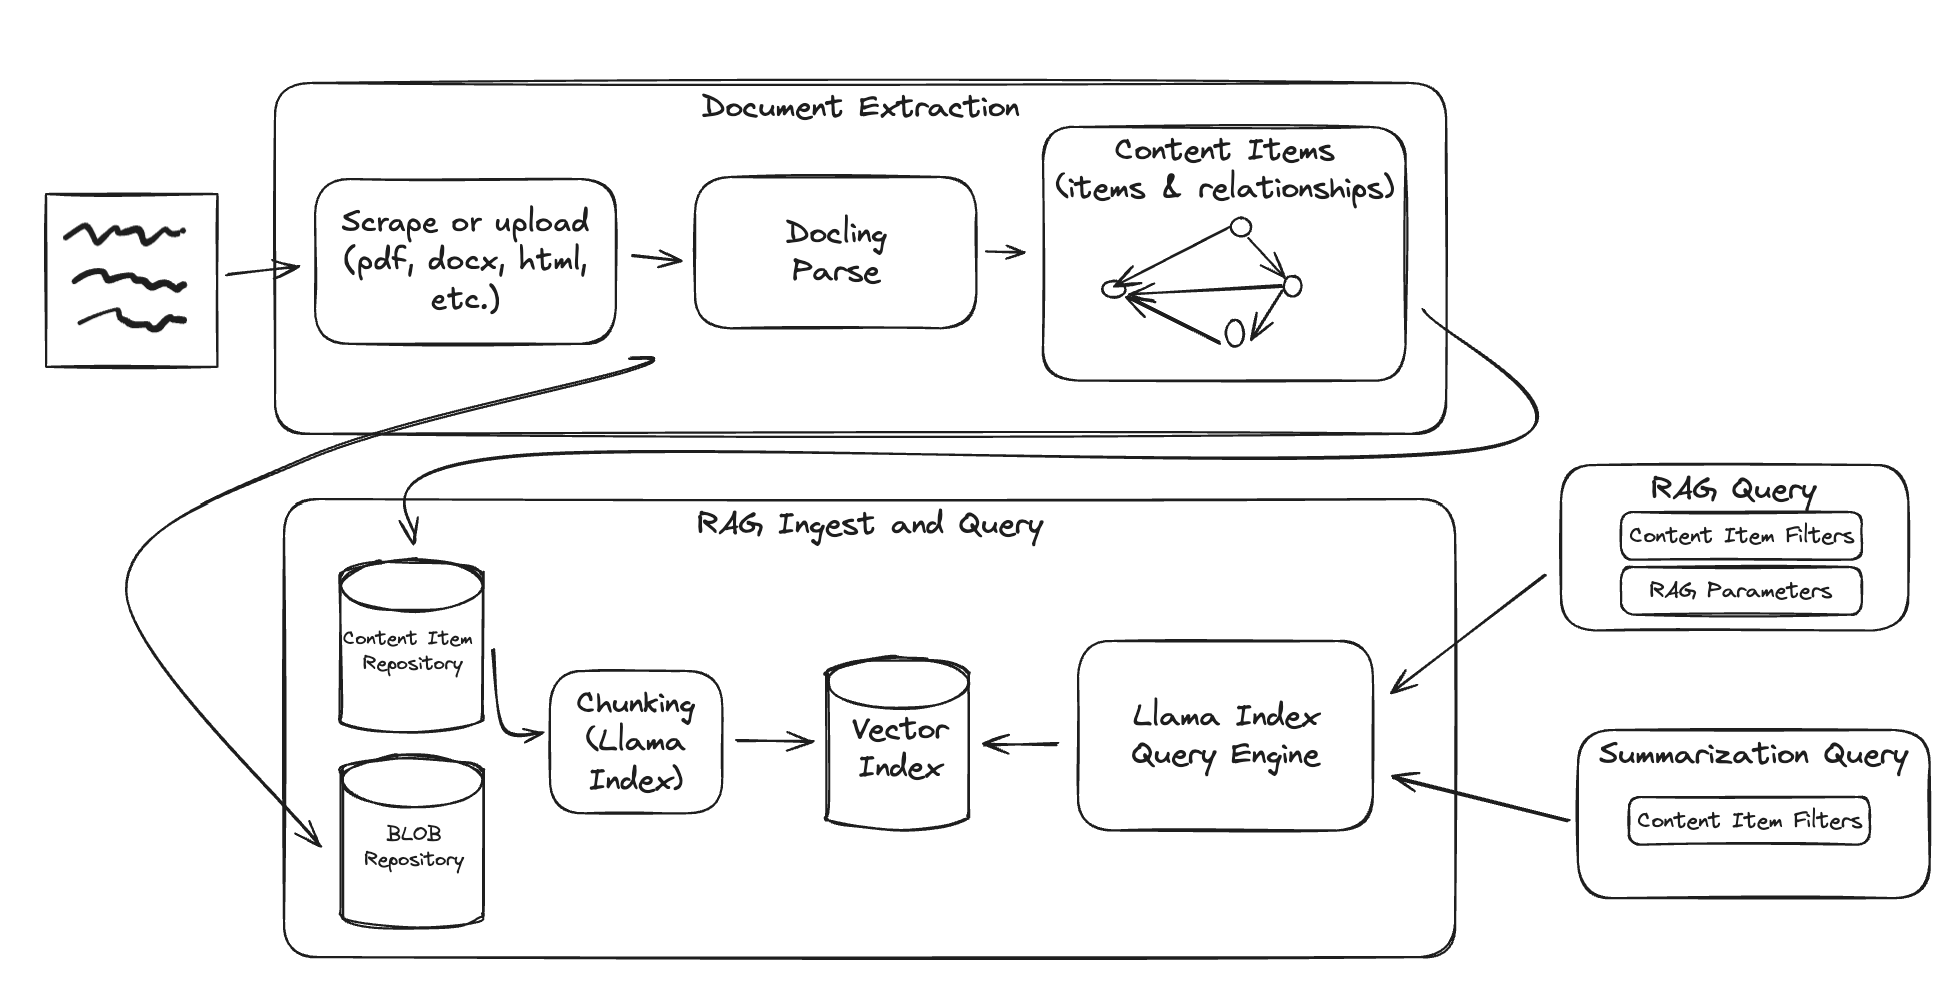 Document Extraction
Scrape or upload
(pdf, docx, html,
etc.)
Docling
Parse
Content Items
(items & relationships)
RAG Ingest and Query
Content Item
Repository
BLOB
Repository
Chunking
(Llama
Index)
Vector
Index
Llama Index
Query Engine
RAG Query
Content Item Filters
RAG Parameters
Summarization Query
Content Item Filters